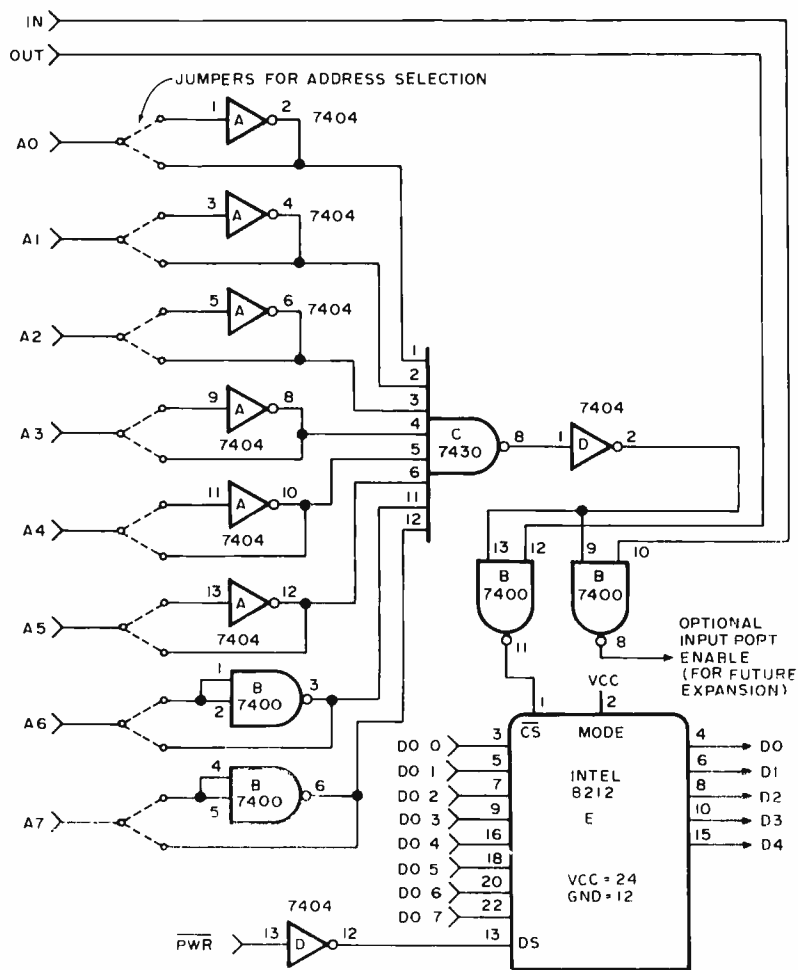 IN
OUT
JUMPERS FOR ADDRESS SELECTION
A0
1 A 2 7404
A1
3 A 4 7404
A2
5 A 6 7404
A3
9 A 8 7404
A4
11 A 10 7404
A5
13 A 12 7404
A6
1 2 B 7400 3
A7
4 5 B 7400 6
1
2
3
4
5
6
11
12
C 7430
8
7404
1 D 2
13 12
B 7400
11
9 10
B 7400
8
OPTIONAL
INPUT POPT
ENABLE
(FOR FUTURE
EXPANSION)
VCC
1 2
CS MODE
INTEL
8212
E
VCC = 24
GND = 12
DO 0 3
DO 1 5
DO 2 7
DO 3 9
DO 4 16
DO 5 18
DO 6 20
DO 7 22
4 D0
6 D1
8 D2
10 D3
15 D4
7404
PWR 13 D 12
13 DS